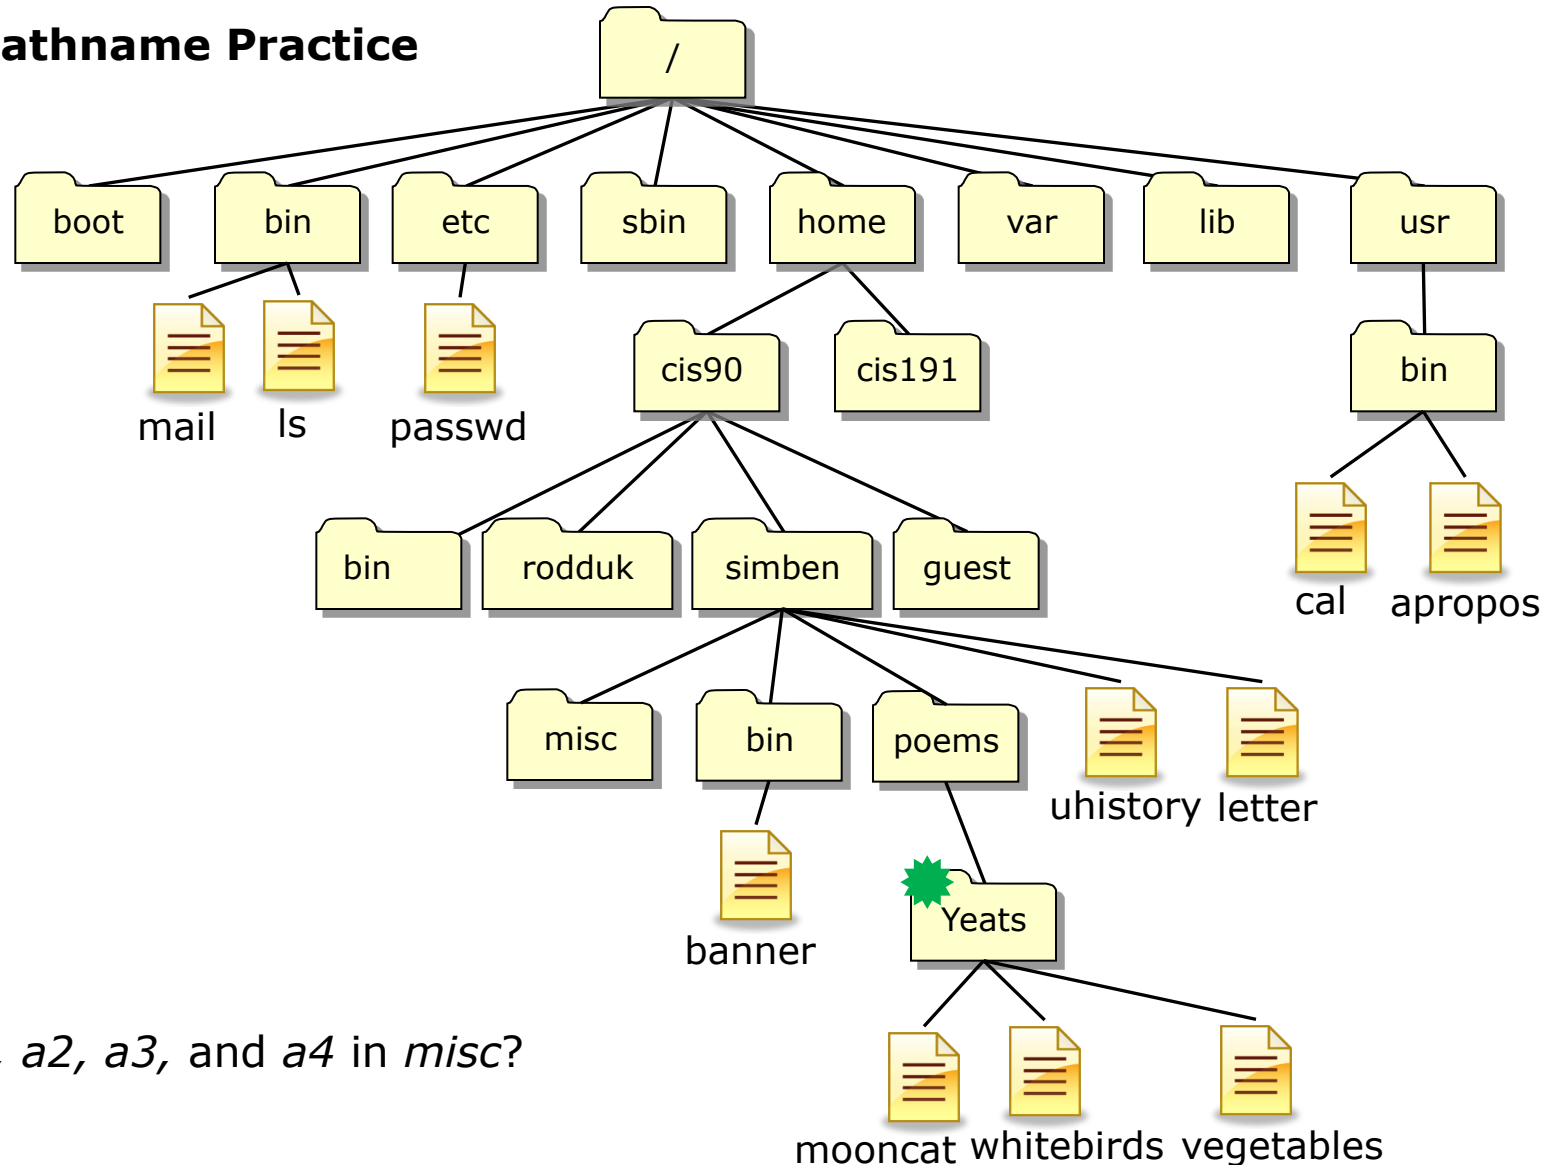 athname Practice
/
boot bin etc sbin home var lib usr
mail ls passwd
cis90 cis191 bin
bin rodduk simben guest
cal apropos
misc bin poems
uhistory letter
banner
Yeats
, a2, a3, and a4 in misc?
mooncat whitebirds vegetables